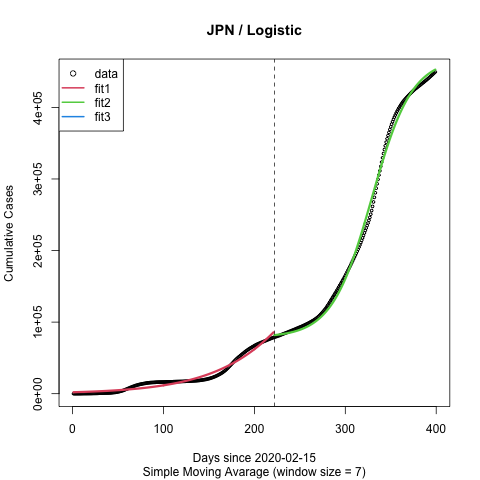 JPN / Logistic
data
fit1
fit2
fit3
Cumulative Cases
0e+00
1e+05
2e+05
3e+05
4e+05
0
100
200
300
400
Days since 2020-02-15
Simple Moving Avarage (window size = 7)